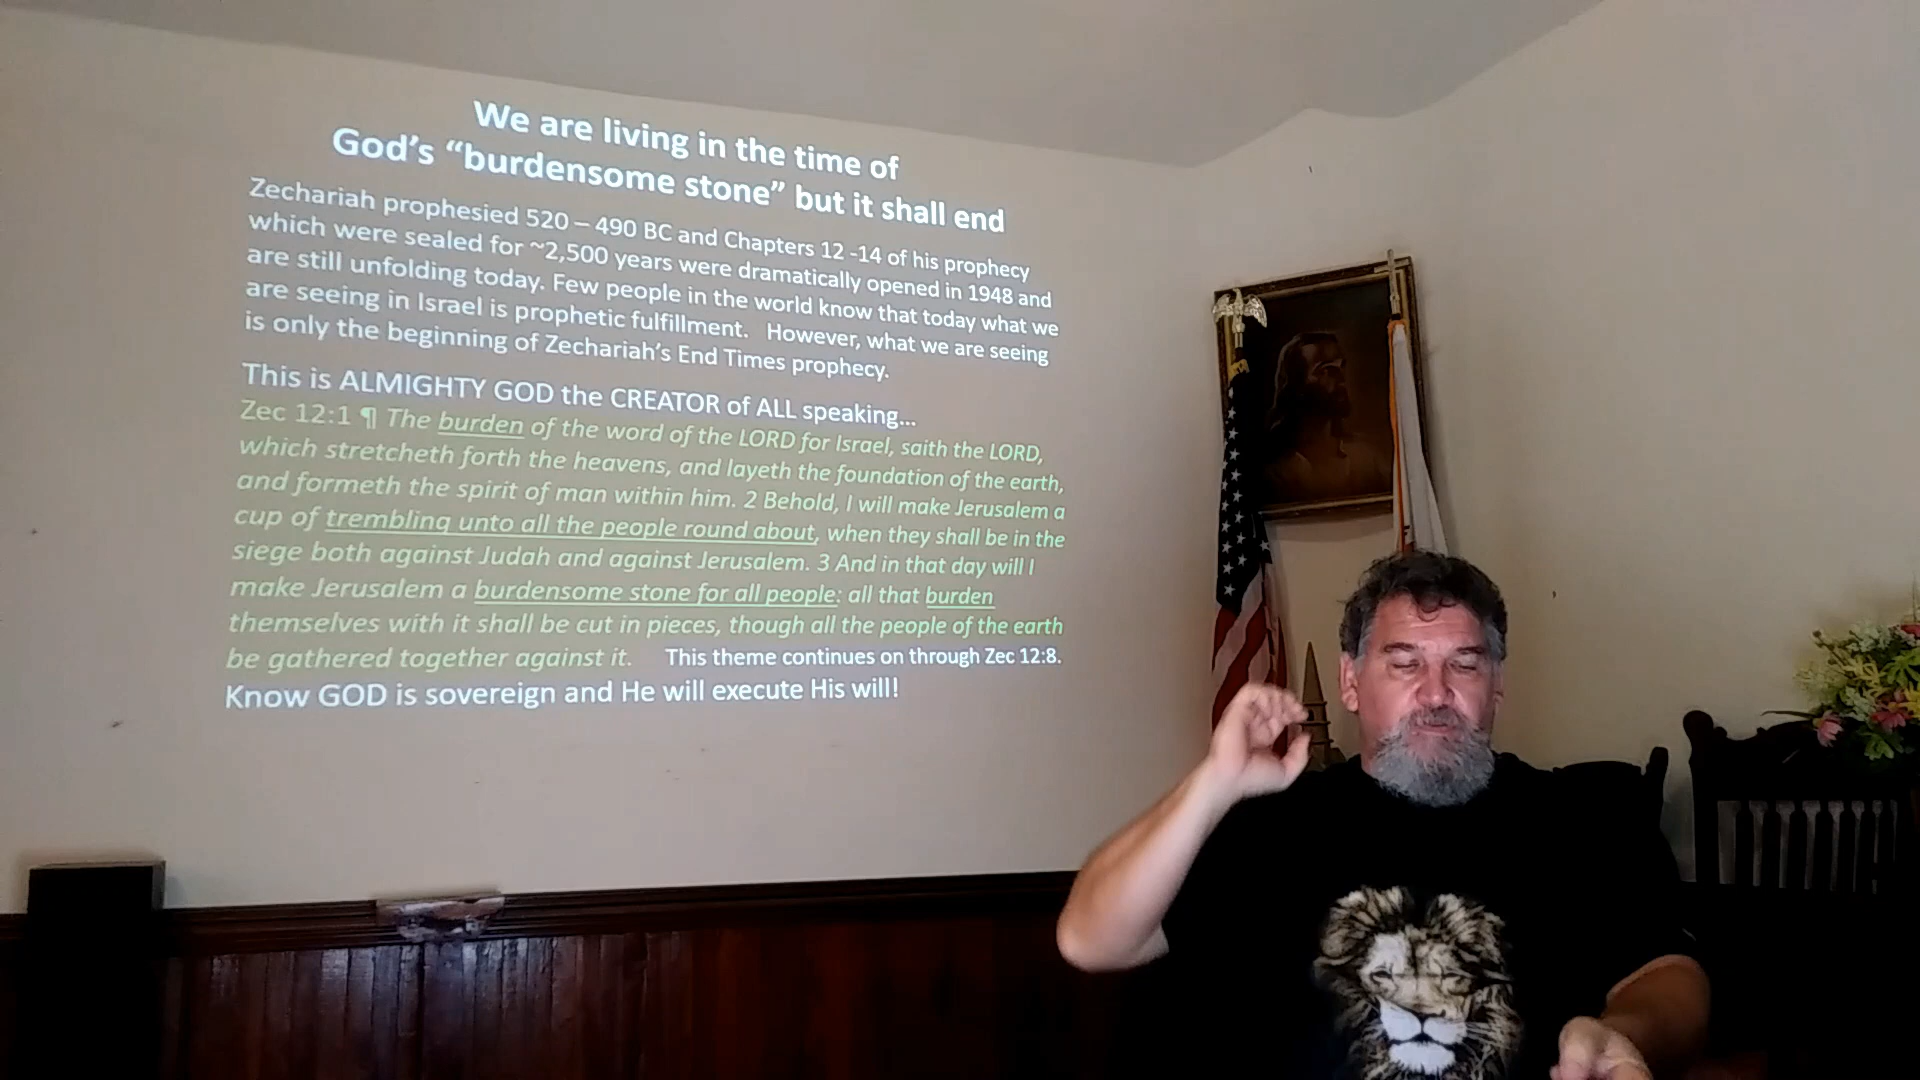 We are living in the time of
God's “burdensome stone” but it shall end
Zechariah prophesied 520 – 490 BC and Chapters 12 -14 of his prophecy
which were sealed for ~2,500 years were dramatically opened in 1948 and
are still unfolding today. Few people in the world know that today what we
are seeing in Israel is prophetic fulfillment. However, what we are seeing
is only the beginning of Zechariah's End Times prophecy.
This is ALMIGHTY GOD the CREATOR of ALL speaking...
Zec 12:1 ¶ The burden of the word of the LORD for Israel, saith the LORD,
which stretcheth forth the heavens, and layeth the foundation of the earth,
and formeth the spirit of man within him. 2 Behold, I will make Jerusalem a
cup of trembling unto all the people round about, when they shall be in the
siege both against Judah and against Jerusalem. 3 And in that day will I
make Jerusalem a burdensome stone for all people: all that burden
themselves with it shall be cut in pieces, though all the people of the earth
be gathered together against it. This theme continues on through Zec 12:8.
Know GOD is sovereign and He will execute His will!